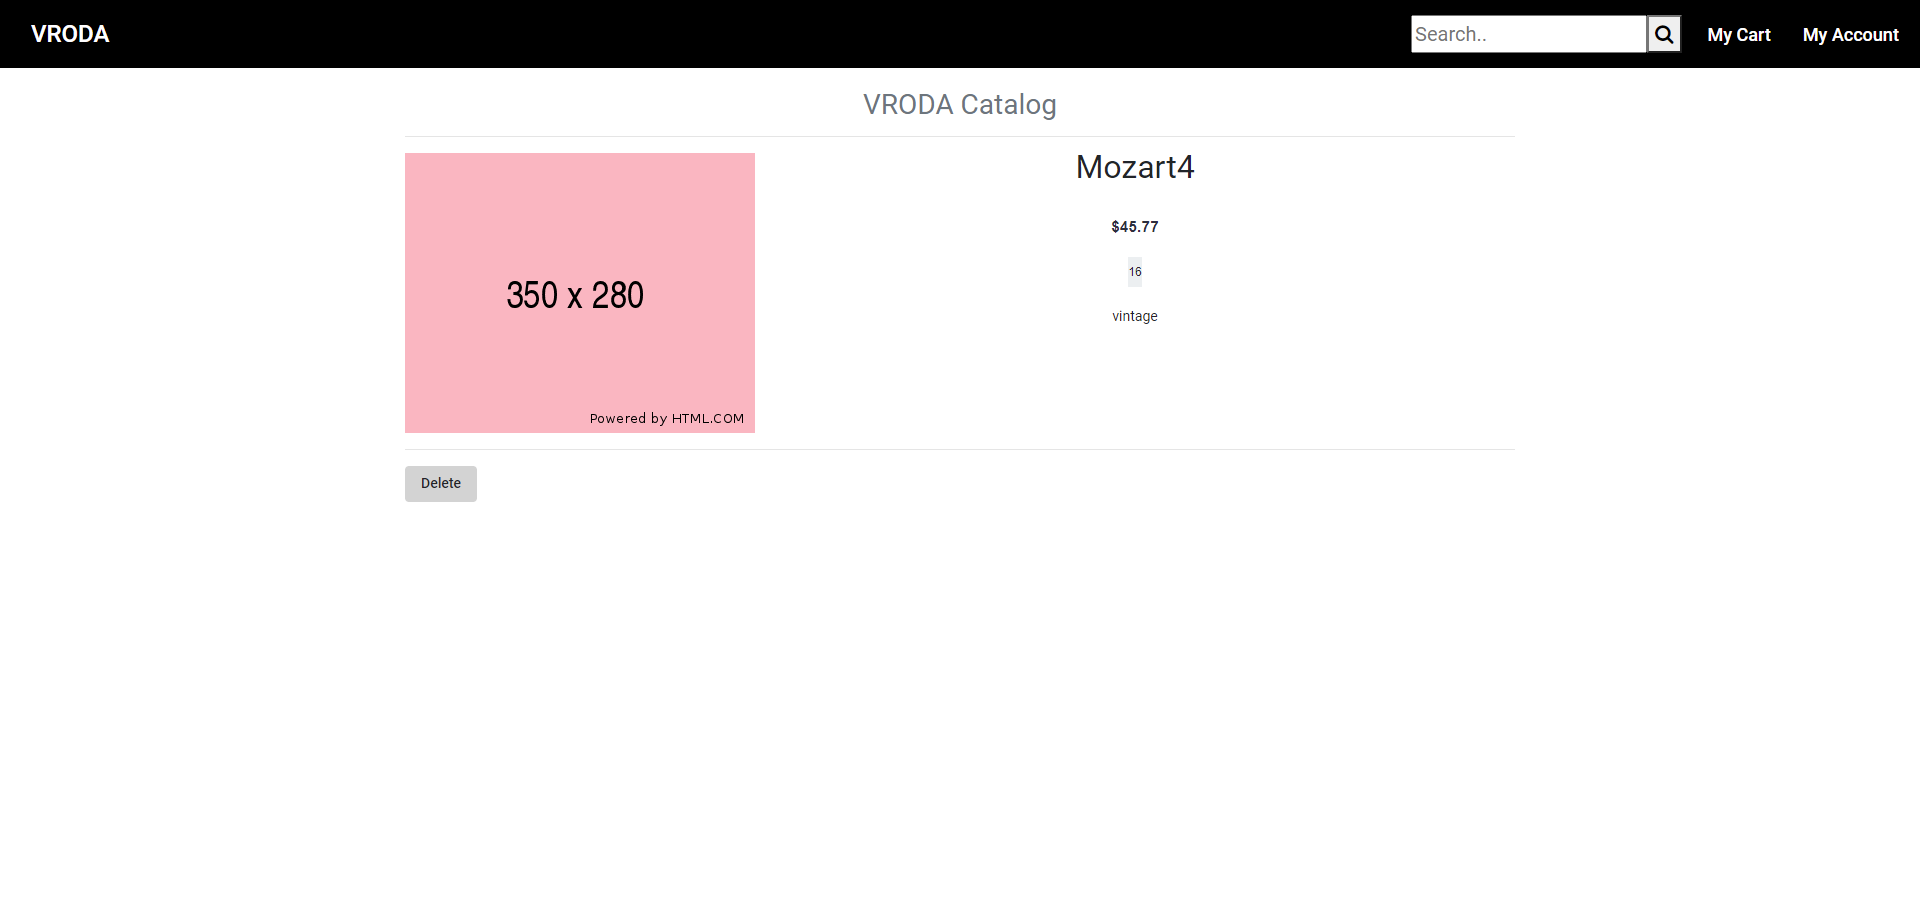 VRODA
Search..
My Cart
My Account
VRODA Catalog
350 x 280
Powered by HTML.COM
Mozart4
$45.77
16
vintage
Delete